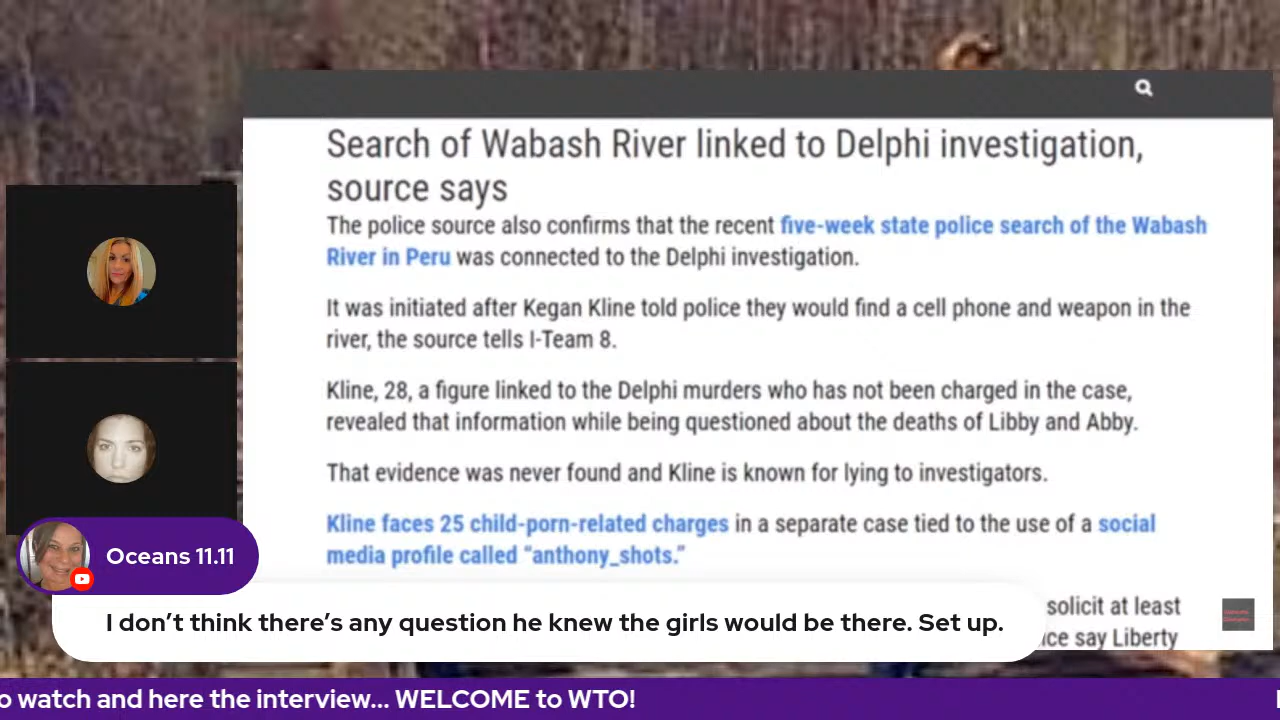 Search of Wabash River linked to Delphi investigation,
source says
The police source also confirms that the recent five-week state police search of the Wabash
River in Peru was connected to the Delphi investigation.
It was initiated after Kegan Kline told police they would find a cell phone and weapon in the
river, the source tells I-Team 8.
Kline, 28, a figure linked to the Delphi murders who has not been charged in the case,
revealed that information while being questioned about the deaths of Libby and Abby.
That evidence was never found and Kline is known for lying to investigators.
Kline faces 25 child-porn-related charges in a separate case tied to the use of a social
media profile called “anthony_shots.”
solicit at least
ice say Liberty
Oceans 11.11
I don’t think there’s any question he knew the girls would be there. Set up.
o watch and here the interview... WELCOME to WTO!